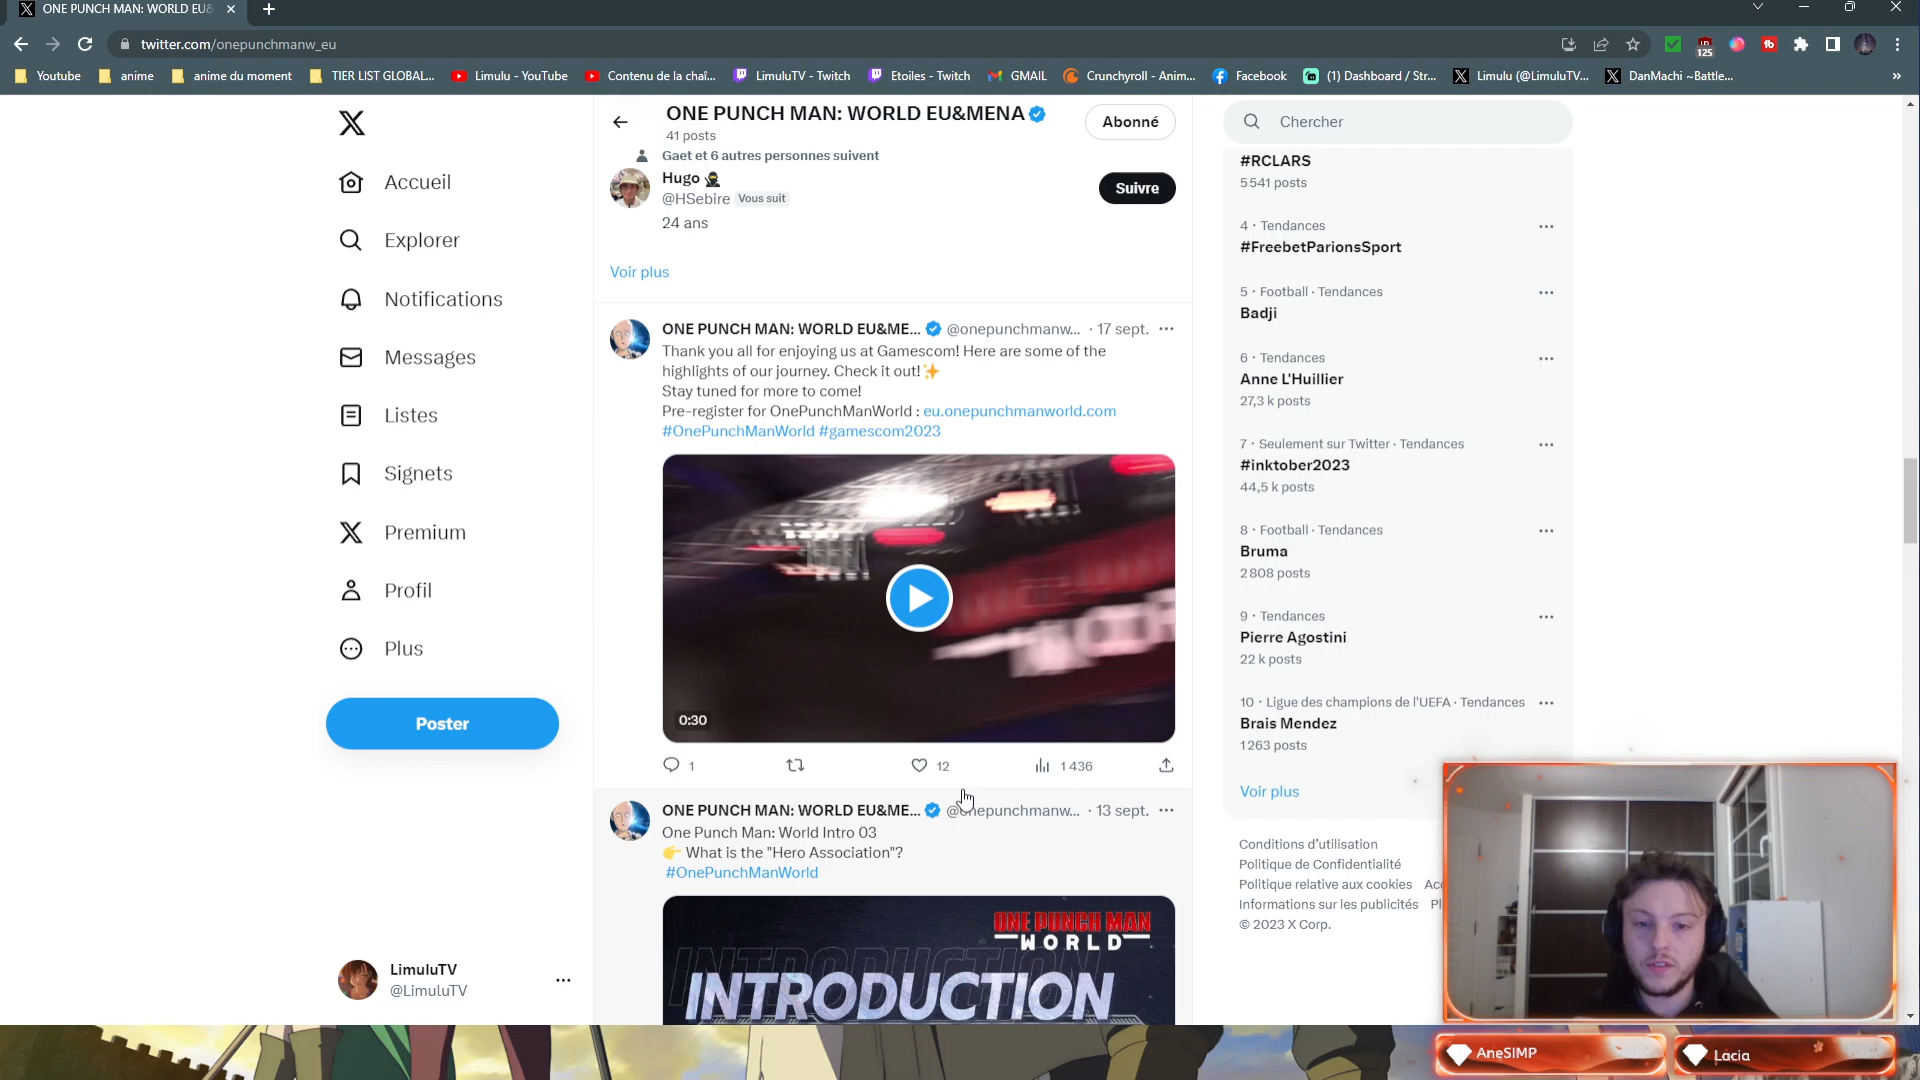 ONE PUNCH MAN: WORLD EU&
twitter.com/onepunchmanw_eu
125
Youtube
anime
anime du moment
TIER LIST GLOBAL...
Limulu - YouTube
Contenu de la chaî...
LimuluTV - Twitch
Etoiles - Twitch
GMAIL
Crunchyroll - Anim...
Facebook
(1) Dashboard / Str...
Limulu (@LimuluTV...
DanMachi ~Battle...
»
Accueil
Explorer
Notifications
Messages
Listes
Signets
Premium
Profil
Plus
Poster
LimuluTV
@LimuluTV
ONE PUNCH MAN: WORLD EU&MENA
41 posts
Abonné
Gaet et 6 autres personnes suivent
Hugo
@HSebire Vous suit
24 ans
Suivre
Voir plus
ONE PUNCH MAN: WORLD EU&ME... @onepunchmanw... · 17 sept.
Thank you all for enjoying us at Gamescom! Here are some of the
highlights of our journey. Check it out!✨
Stay tuned for more to come!
Pre-register for OnePunchManWorld : eu.onepunchmanworld.com
#OnePunchManWorld #gamescom2023
0:30
1 12 1 436
ONE PUNCH MAN: WORLD EU&ME... @onepunchmanw... · 13 sept.
One Punch Man: World Intro 03
👉 What is the "Hero Association"?
#OnePunchManWorld
ONE PUNCH MAN
WORLD
INTRODUCTION
Chercher
#RCLARS
5 541 posts
4 · Tendances
#FreebetParionsSport
5 · Football · Tendances
Badji
6 · Tendances
Anne L'Huillier
27,3 k posts
7 · Seulement sur Twitter · Tendances
#inktober2023
44,5 k posts
8 · Football · Tendances
Bruma
2 808 posts
9 · Tendances
Pierre Agostini
22 k posts
10 · Ligue des champions de l'UEFA · Tendances
Brais Mendez
1 263 posts
Voir plus
Conditions d'utilisation
Politique de Confidentialité
Politique relative aux cookies
Informations sur les publicités
© 2023 X Corp.
AneSIMP
Lacia